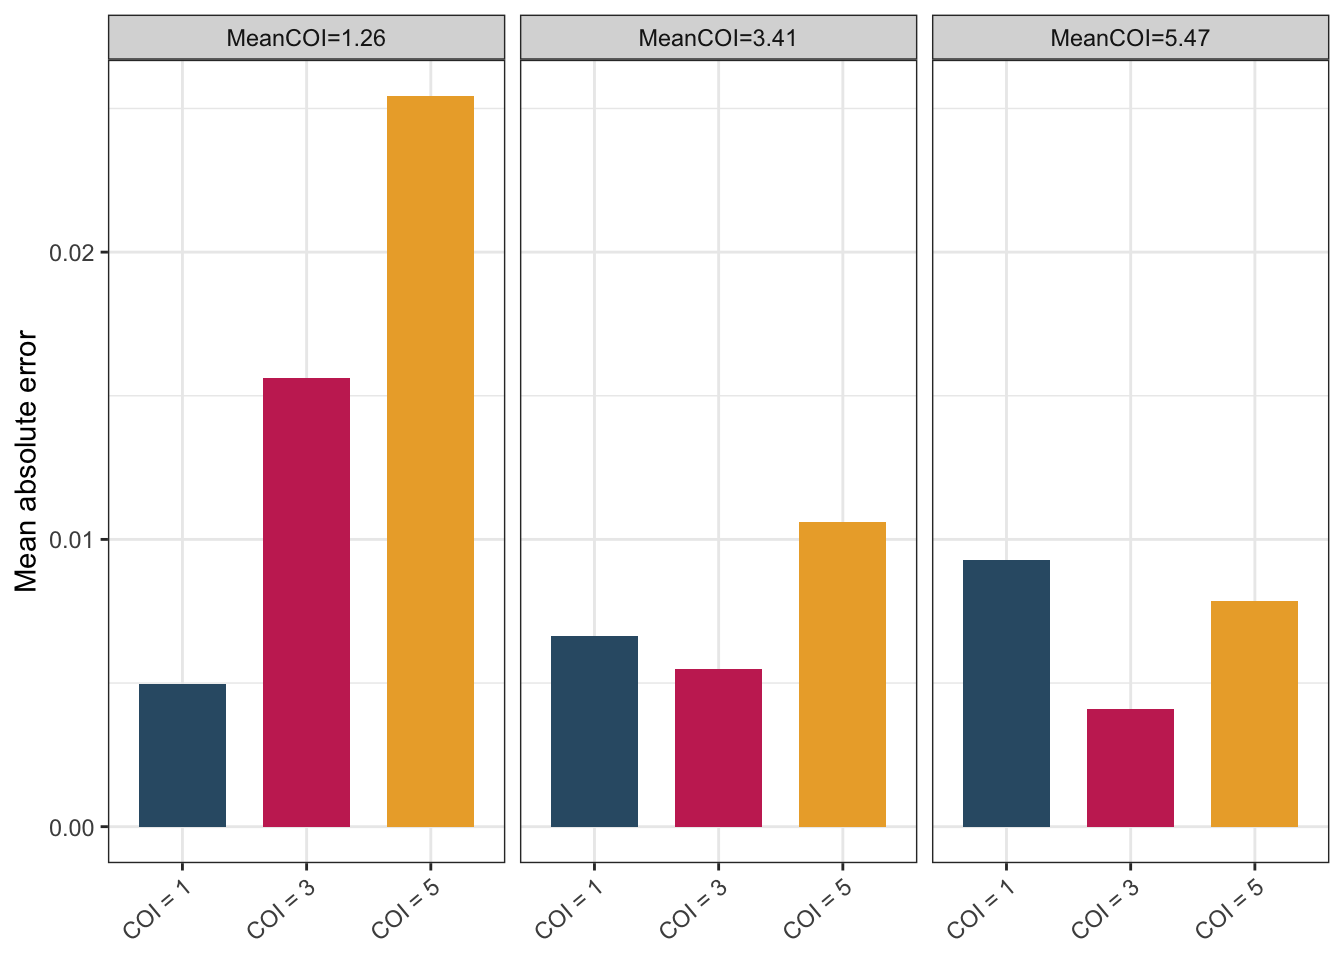 MeanCOI=1.26
MeanCOI=3.41
MeanCOI=5.47
Mean absolute error
0.02
0.01
0.00
COI = 1
COI = 3
COI = 5
COI = 1
COI = 3
COI = 5
COI = 1
COI = 3
COI = 5